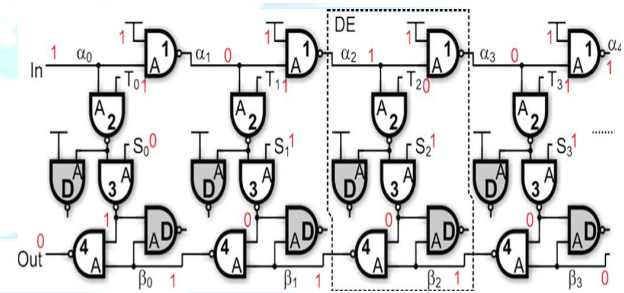 DE
1 1 1 1
In 1 α0 A 1 α1 0 A 1 α2 1 A 1 α3 0 A 1 α4 1
T0 1 T1 1 T2 0 T3 1
A 2 A 2 A 2 A 2
S0 0 S1 1 S2 1 S3 1
D A 3 A D A 3 A D A 3 A D A 3 A
1 0 0 0
0 4 A D 4 A D 4 A D 4 A D
Out A β0 1 A β1 1 A β2 1 A β3 0